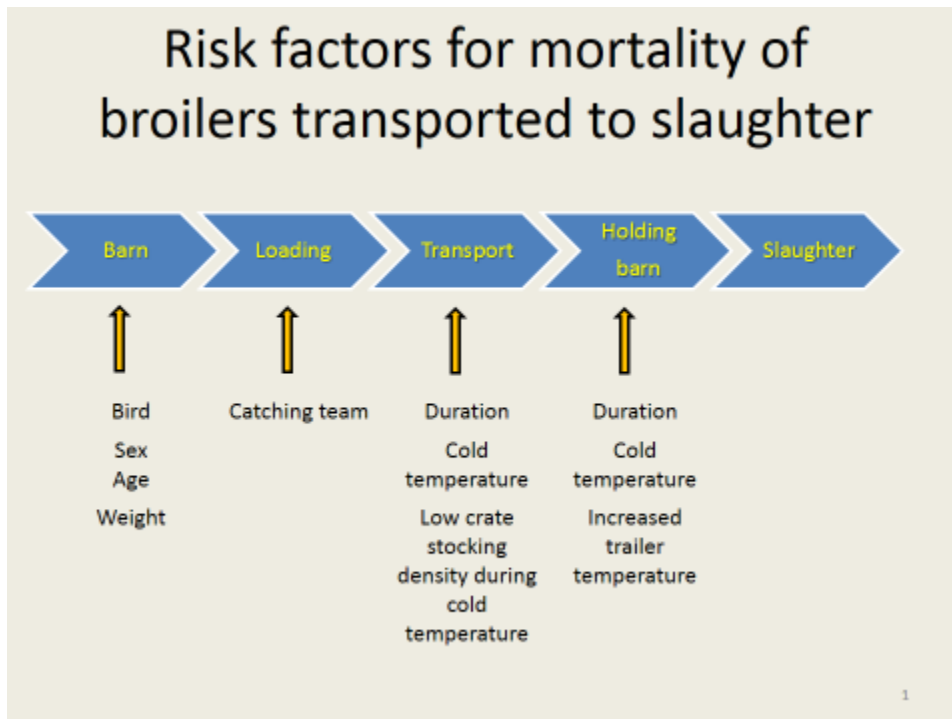 Risk factors for mortality of
broilers transported to slaughter
Barn
Loading
Transport
Holding
barn
Slaughter
Bird
Sex
Age
Weight
Catching team
Duration
Cold
temperature
Low crate
stocking
density during
cold
temperature
Duration
Cold
temperature
Increased
trailer
temperature
1